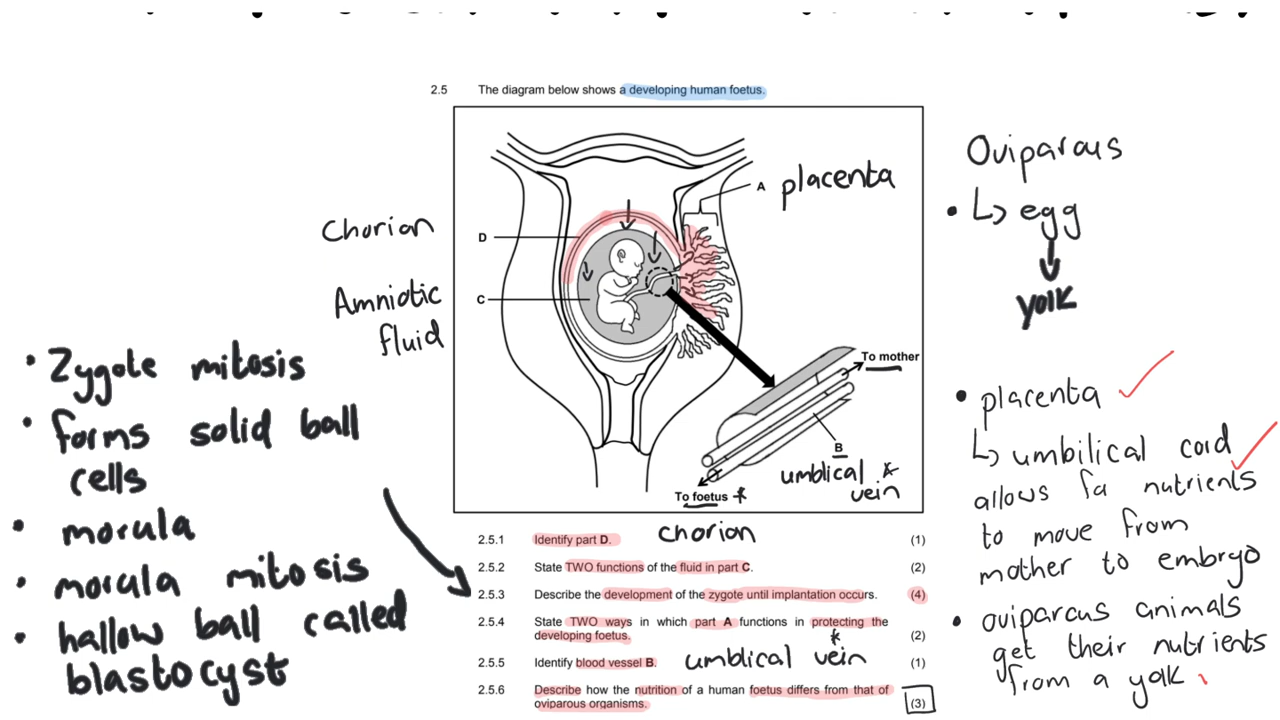 2.5 The diagram below shows a developing human foetus.
Oviparous
↳ egg
yolk
A placenta
Chorion
D
Amniotic
fluid
C
To mother
B
umblical *
vein
To foetus *
• Zygote mitosis
• forms solid ball
cells
• morula
• morula mitosis
• hallow ball called
blastocyst
2.5.1 Identify part D. chorion (1)
2.5.2 State TWO functions of the fluid in part C. (2)
2.5.3 Describe the development of the zygote until implantation occurs. (4)
2.5.4 State TWO ways in which part A functions in protecting the
developing foetus. * (2)
2.5.5 Identify blood vessel B. umblical vein (1)
2.5.6 Describe how the nutrition of a human foetus differs from that of
oviparous organisms. (3)
• placenta ✓
↳ umbilical cord ✓
allows for nutrients
to move from
mother to embryo
• oviparous animals
get their nutrients
from a yolk